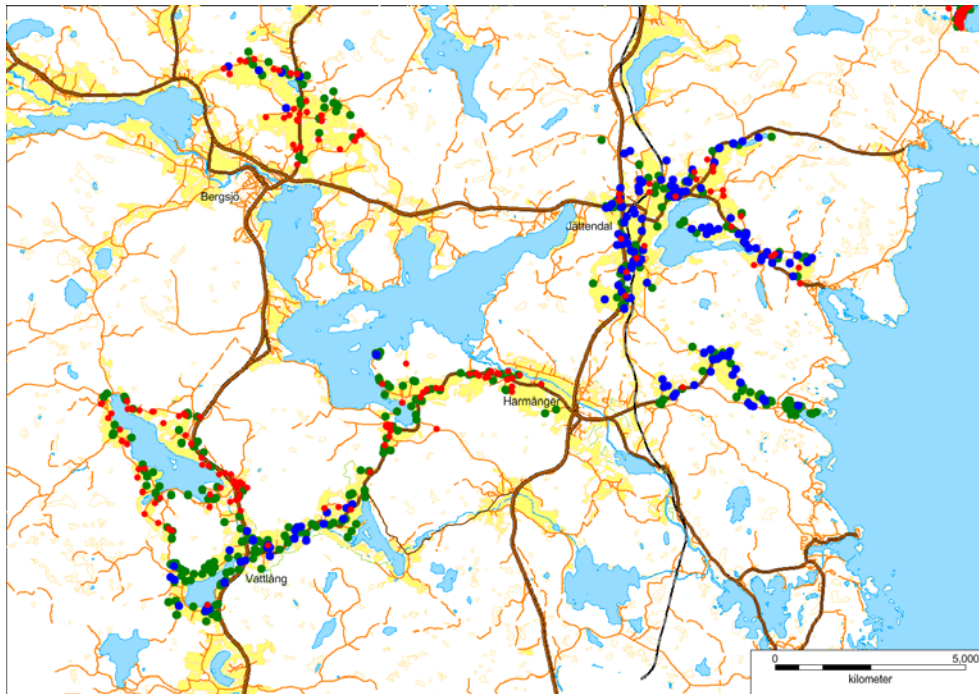 Bergsjö
Jättendal
Harmånger
Vattlång
0
5,000
kilometer